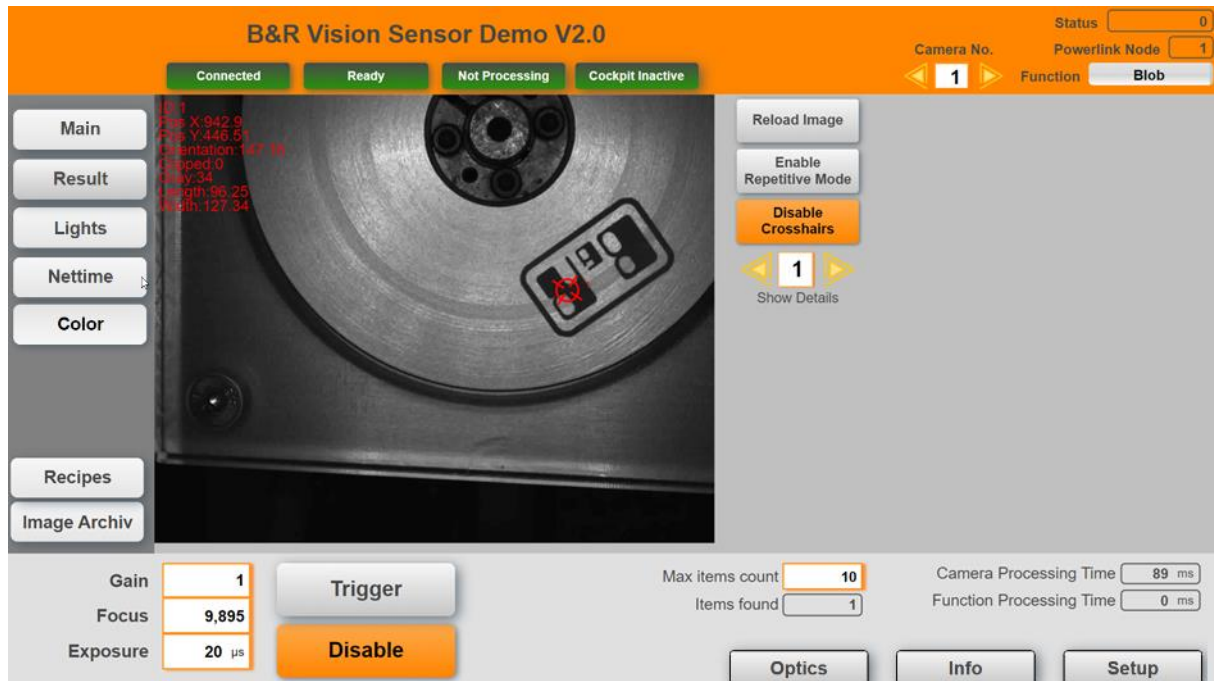 B&R Vision Sensor Demo V2.0
Status 0
Camera No.
Powerlink Node 1
Connected
Ready
Not Processing
Cockpit Inactive
1
Function Blob
Main
Result
Lights
Nettime
Color
Recipes
Image Archiv
ID:1
Pos X:942.9
Pos Y:446.51
Orientation:147.18
Clipped:0
Gray:34
Length:96.25
Width:127.34
Reload Image
Enable
Repetitive Mode
Disable
Crosshairs
1
Show Details
Gain 1
Focus 9,895
Exposure 20 µs
Trigger
Disable
Max items count 10
Items found 1
Camera Processing Time 89 ms
Function Processing Time 0 ms
Optics
Info
Setup